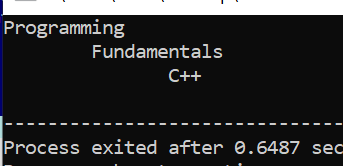 Programming
Fundamentals
C++
--------------------------------
Process exited after 0.6487 sec